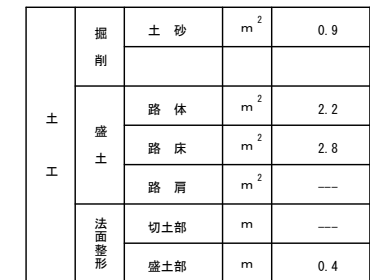 土工
掘削
土 砂 m² 0.9
盛土
路 体 m² 2.2
路 床 m² 2.8
路 肩 m² ---
法面整形
切土部 m ---
盛土部 m 0.4